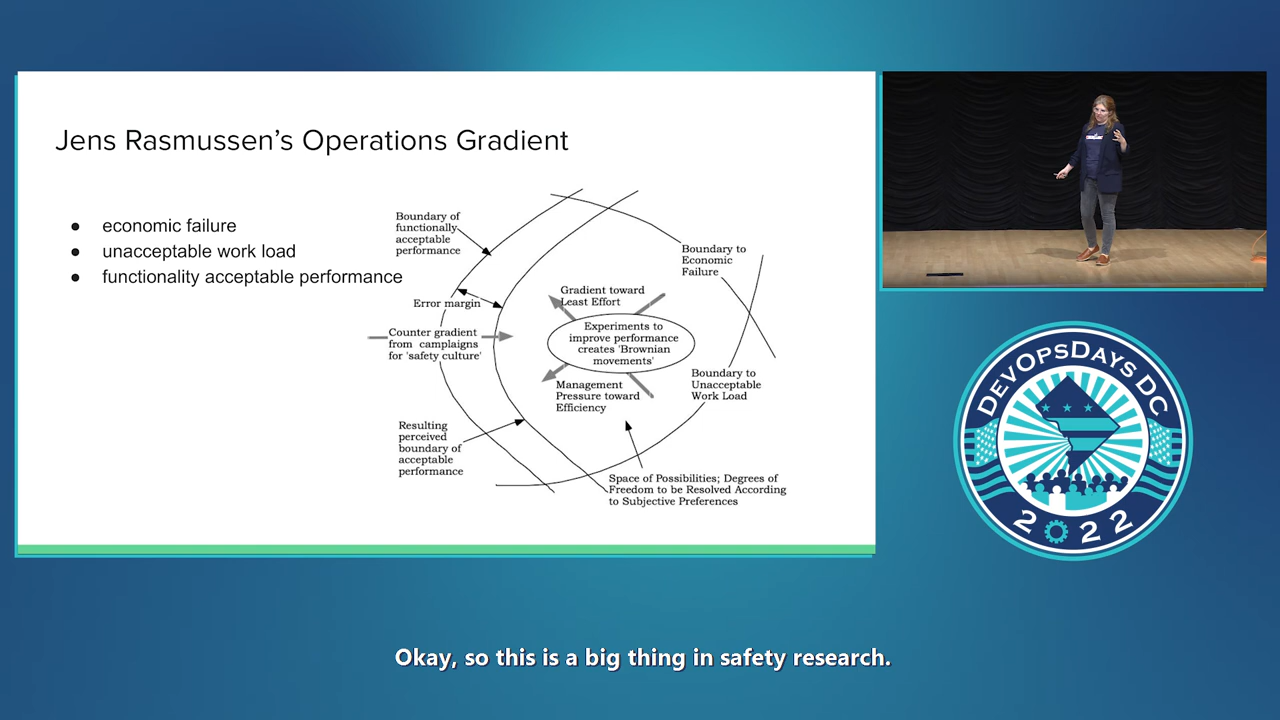 Jens Rasmussen's Operations Gradient
● economic failure
● unacceptable work load
● functionality acceptable performance
Boundary of
functionally
acceptable
performance
Error margin
Counter gradient
from camplaigns
for 'safety culture'
Resulting
perceived
boundary of
acceptable
performance
Gradient toward
Least Effort
Experiments to
improve performance
creates 'Brownian
movements'
Management
Pressure toward
Efficiency
Boundary to
Economic
Failure
Boundary to
Unacceptable
Work Load
Space of Possibilities; Degrees of
Freedom to be Resolved According
to Subjective Preferences
DEVOPSDAYS DC
2022
Okay, so this is a big thing in safety research.